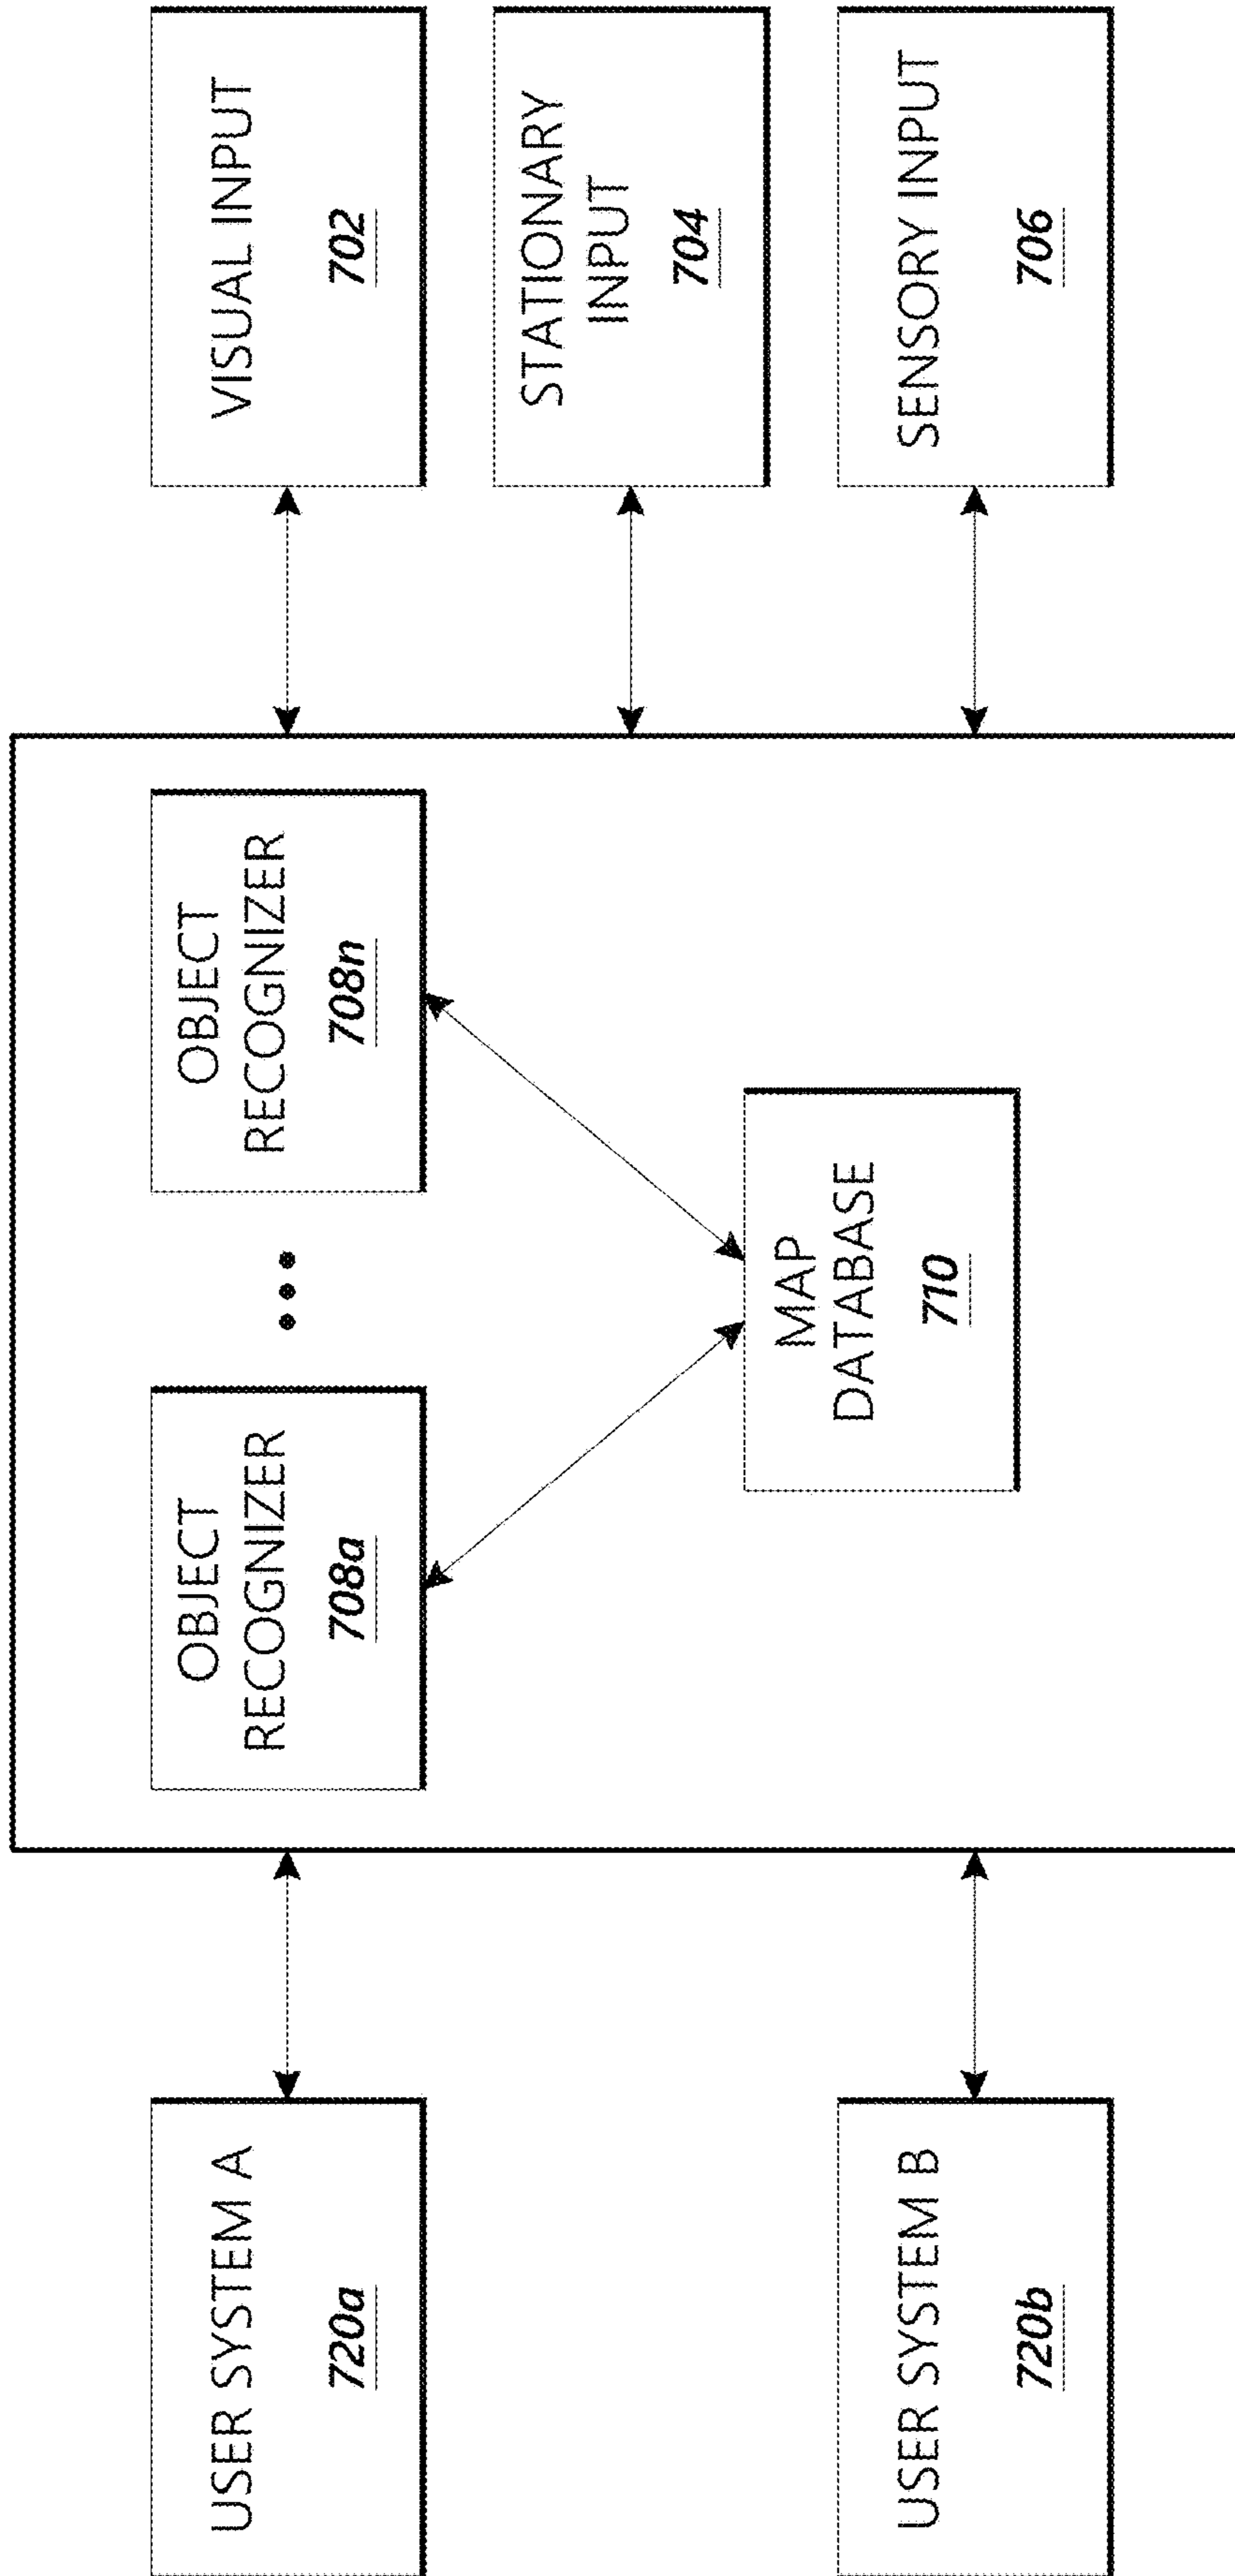 USER SYSTEM A
720a
USER SYSTEM B
720b
OBJECT
RECOGNIZER
708a
OBJECT
RECOGNIZER
708n
MAP
DATABASE
710
VISUAL INPUT
702
STATIONARY
INPUT
704
SENSORY INPUT
706